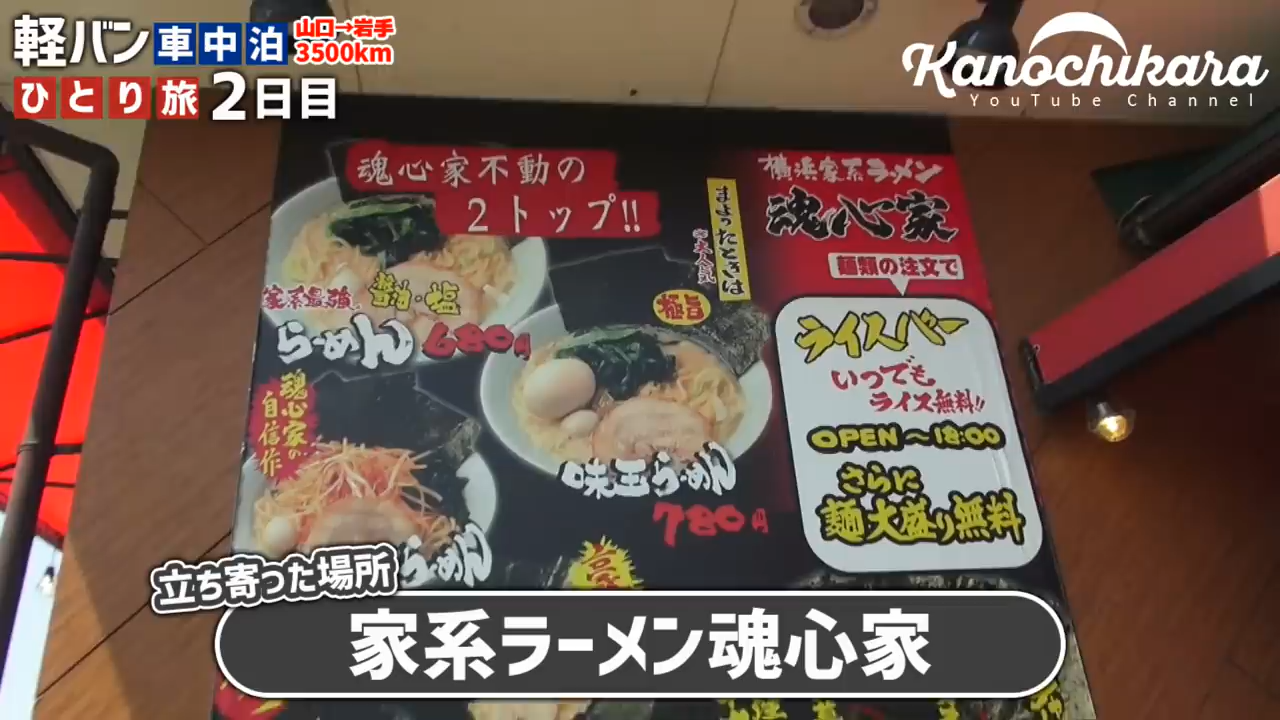 軽バン車中泊
山口→岩手
3500km
ひとり旅2日目
Kanochikara
YouTube Channel
魂心家不動の
2トップ!!
家系最強
醤油・塩
らーめん 680円
まよったときは
大人気
極旨
味玉らーめん
780円
魂心家の
自信作
らーめん
横浜家系ラーメン
魂心家
麺類の注文で
ライスバー
いつでも
ライス無料!!
OPEN~18:00
さらに
麺大盛り無料
立ち寄った場所
家系ラーメン魂心家